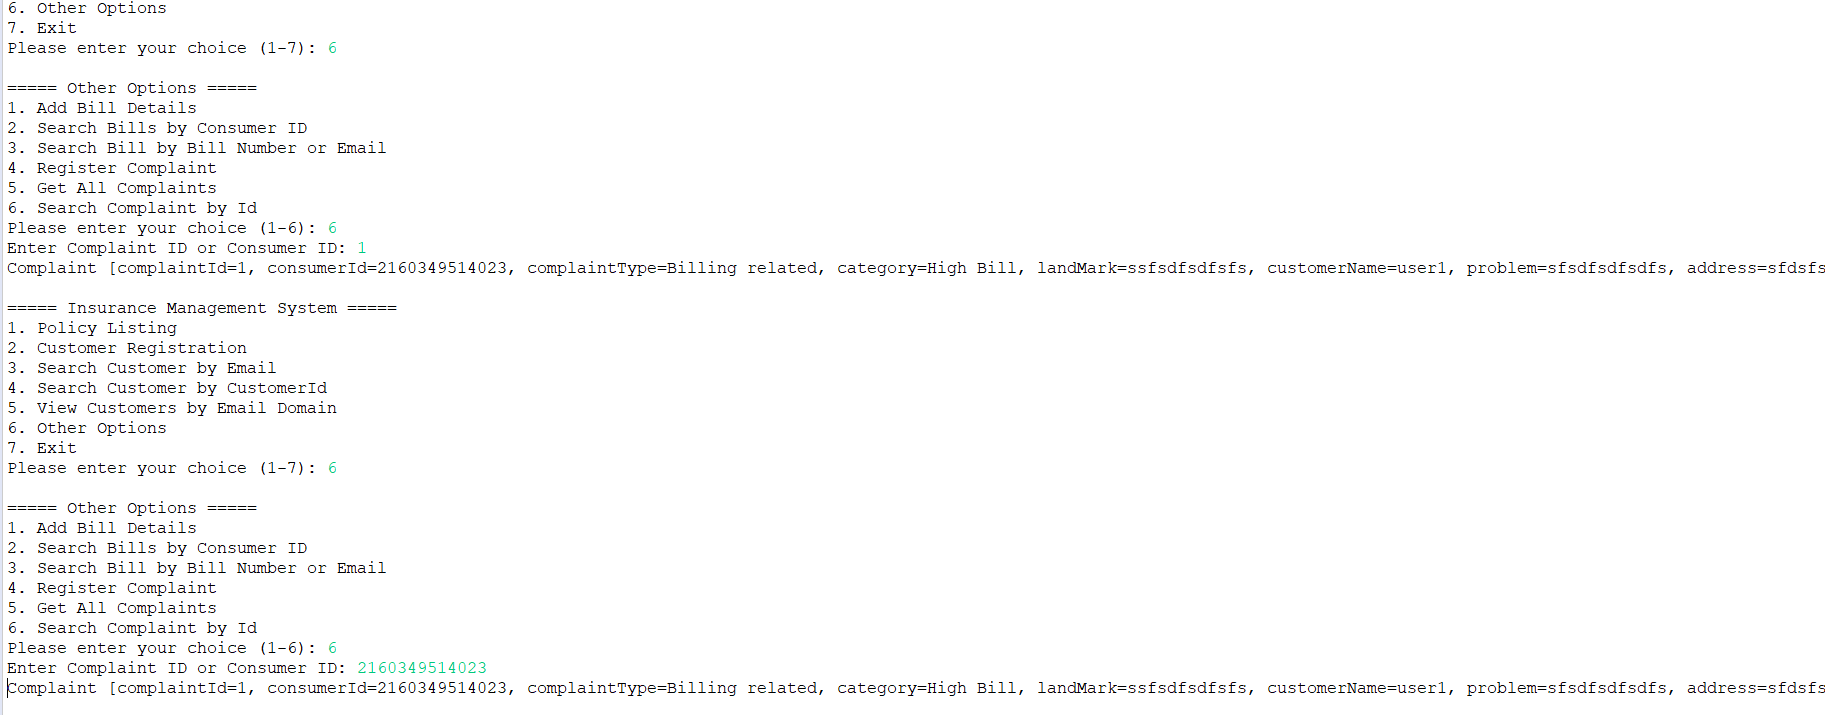 6. Other Options
7. Exit
Please enter your choice (1-7): 6
===== Other Options =====
1. Add Bill Details
2. Search Bills by Consumer ID
3. Search Bill by Bill Number or Email
4. Register Complaint
5. Get All Complaints
6. Search Complaint by Id
Please enter your choice (1-6): 6
Enter Complaint ID or Consumer ID: 1
Complaint [complaintId=1, consumerId=2160349514023, complaintType=Billing related, category=High Bill, landMark=ssfsdfsdfsfs, customerName=user1, problem=sfsdfsdfsdfs, address=sfdsfs
===== Insurance Management System =====
1. Policy Listing
2. Customer Registration
3. Search Customer by Email
4. Search Customer by CustomerId
5. View Customers by Email Domain
6. Other Options
7. Exit
Please enter your choice (1-7): 6
===== Other Options =====
1. Add Bill Details
2. Search Bills by Consumer ID
3. Search Bill by Bill Number or Email
4. Register Complaint
5. Get All Complaints
6. Search Complaint by Id
Please enter your choice (1-6): 6
Enter Complaint ID or Consumer ID: 2160349514023
Complaint [complaintId=1, consumerId=2160349514023, complaintType=Billing related, category=High Bill, landMark=ssfsdfsdfsfs, customerName=user1, problem=sfsdfsdfsdfs, address=sfdsfs